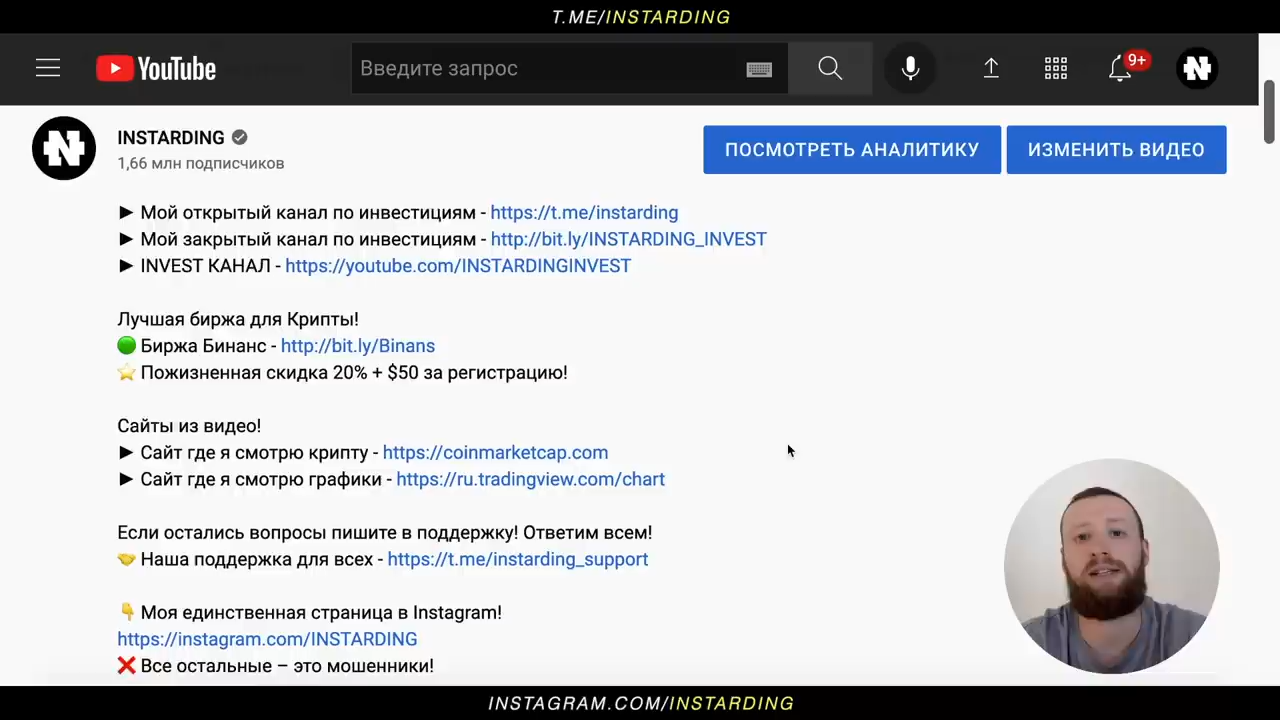 T.ME/INSTARDING
YouTube
Введите запрос
9+
INSTARDING
1,66 млн подписчиков
ПОСМОТРЕТЬ АНАЛИТИКУ
ИЗМЕНИТЬ ВИДЕО
► Мой открытый канал по инвестициям - https://t.me/instarding
► Мой закрытый канал по инвестициям - http://bit.ly/INSTARDING_INVEST
► INVEST КАНАЛ - https://youtube.com/INSTARDINGINVEST
Лучшая биржа для Крипты!
🟢 Биржа Бинанс - http://bit.ly/Binans
⭐ Пожизненная скидка 20% + $50 за регистрацию!
Сайты из видео!
► Сайт где я смотрю крипту - https://coinmarketcap.com
► Сайт где я смотрю графики - https://ru.tradingview.com/chart
Если остались вопросы пишите в поддержку! Ответим всем!
🤝 Наша поддержка для всех - https://t.me/instarding_support
👇 Моя единственная страница в Instagram!
https://instagram.com/INSTARDING
❌ Все остальные – это мошенники!
INSTAGRAM.COM/INSTARDING